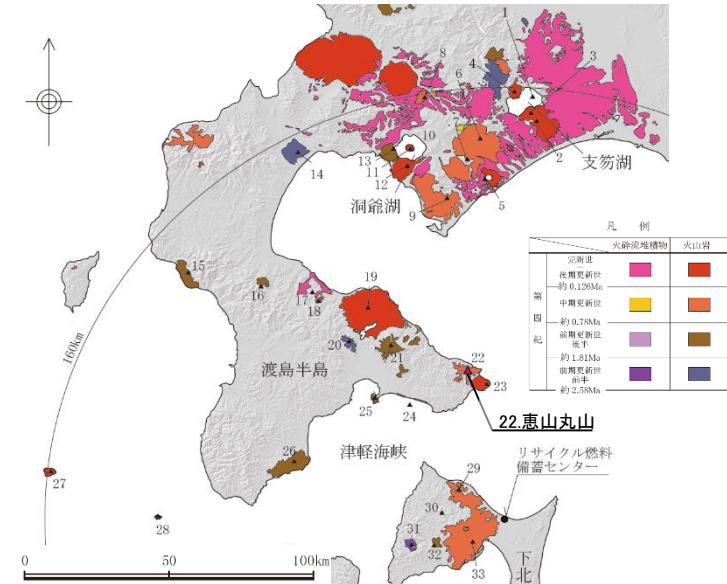 1
8
6
4
3
2
支笏湖
10
13
11
12
洞爺湖
14
9
5
凡 例
火砕流堆積物 火山岩
第四紀
完新世
後期更新世
約 0.126Ma
中期更新世
約 0.78Ma
前期更新世
後半
約 1.81Ma
前期更新世
前半
約 2.58Ma
15
16
17
18
19
20
21
22
23
渡島半島
160km
25
24
22.恵山丸山
津軽海峡
リサイクル燃料
備蓄センター
26
27
28
29
30
31
32
33
下北
0 50 100km